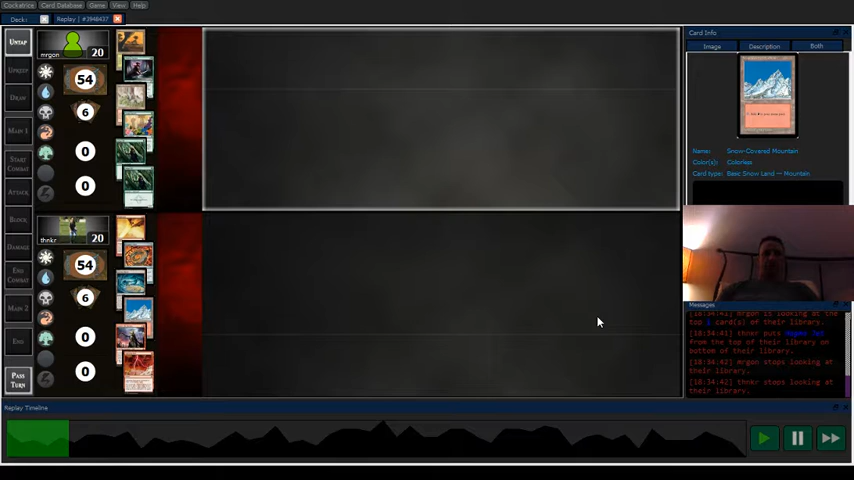 Cockatrice Card Database Game View Help
Deck: Replay | #3948437
UNTAP
UPKEEP
DRAW
MAIN 1
START COMBAT
ATTACK
BLOCK
DAMAGE
END COMBAT
MAIN 2
END
PASS TURN
mrgon 20
54
6
0
0
thnkr 20
54
6
0
0
Card Info
Image Description Both
Name: Snow-Covered Mountain
Color(s): Colorless
Card type: Basic Snow Land — Mountain
Messages
[18:34:41] mrgon is looking at the
top 1 card(s) of their library.
[18:34:41] thnkr puts
from the top of their library on
bottom of their library.
[18:34:42] mrgon stops looking at
their library.
[18:34:42] thnkr stops looking at
their library.
Replay Timeline